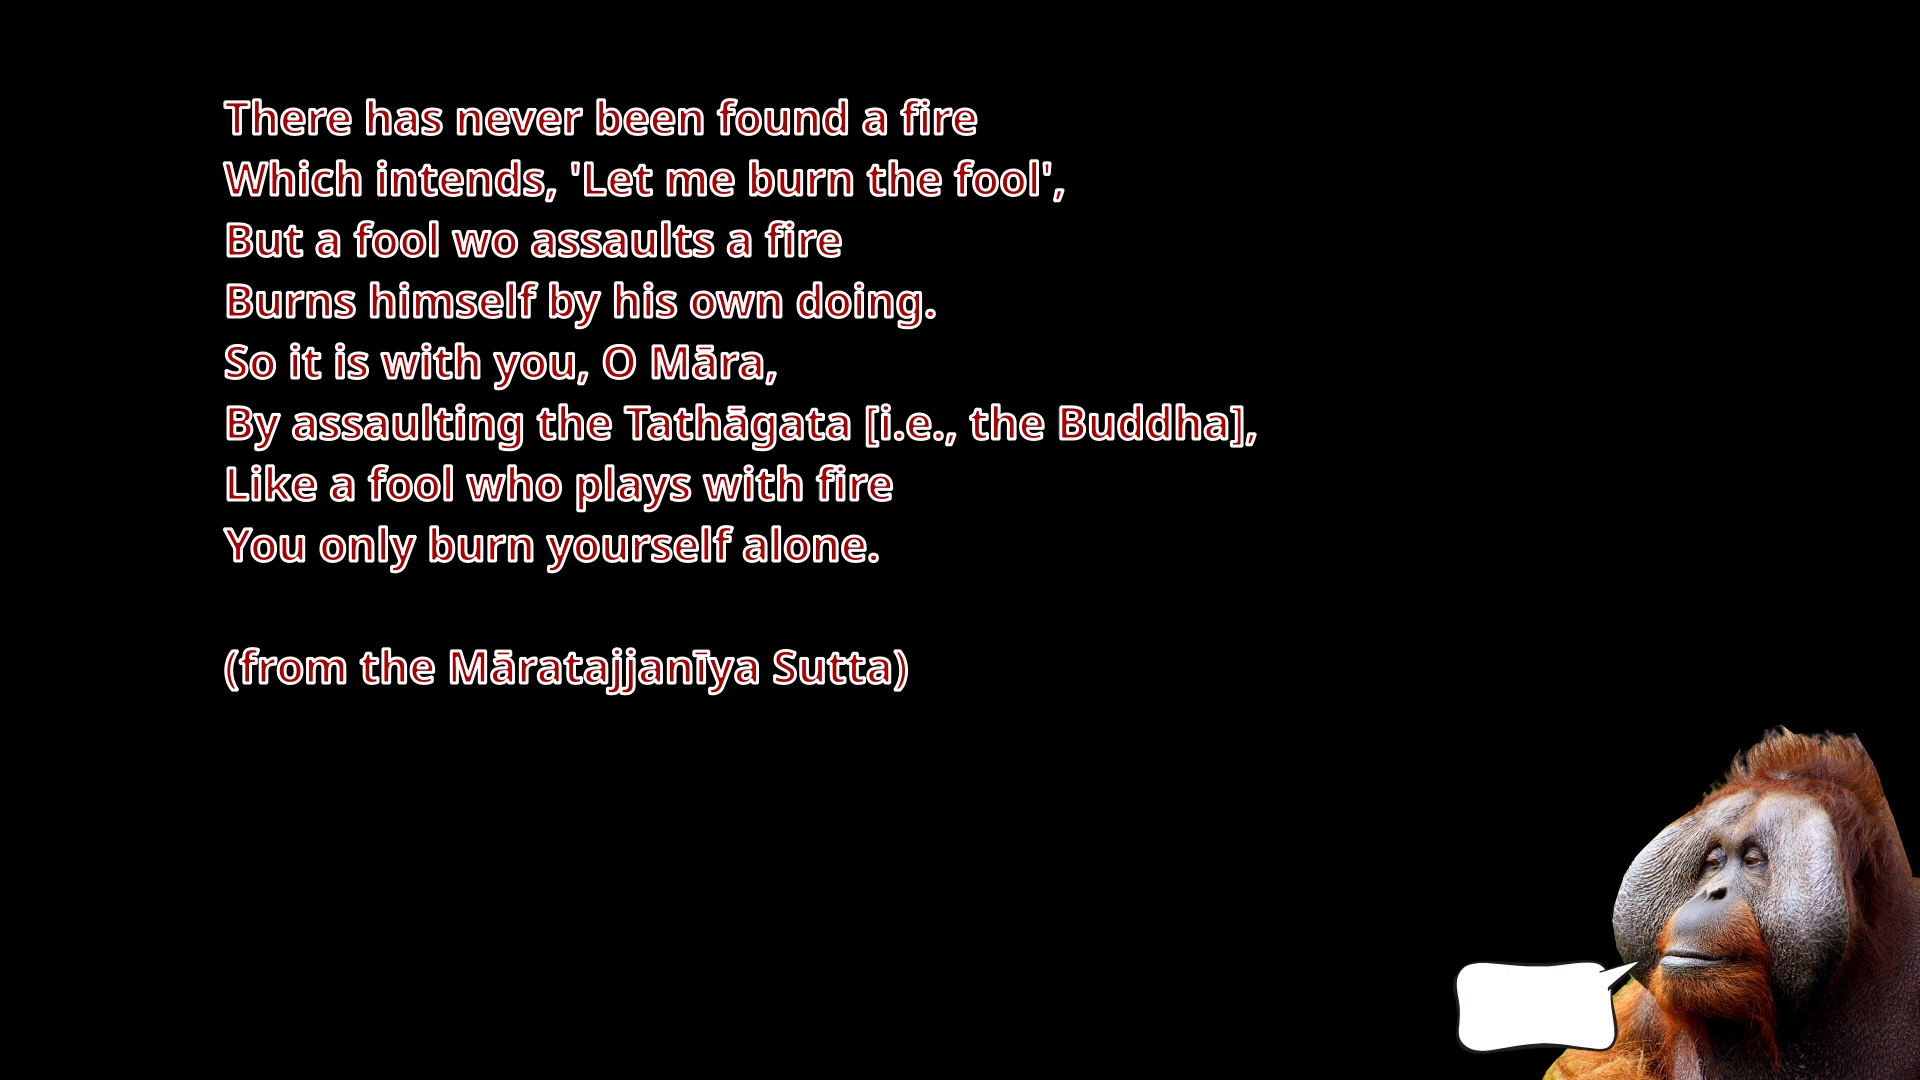 There has never been found a fire
Which intends, 'Let me burn the fool',
But a fool wo assaults a fire
Burns himself by his own doing.
So it is with you, O Māra,
By assaulting the Tathāgata [i.e., the Buddha],
Like a fool who plays with fire
You only burn yourself alone.
(from the Māratajjanīya Sutta)